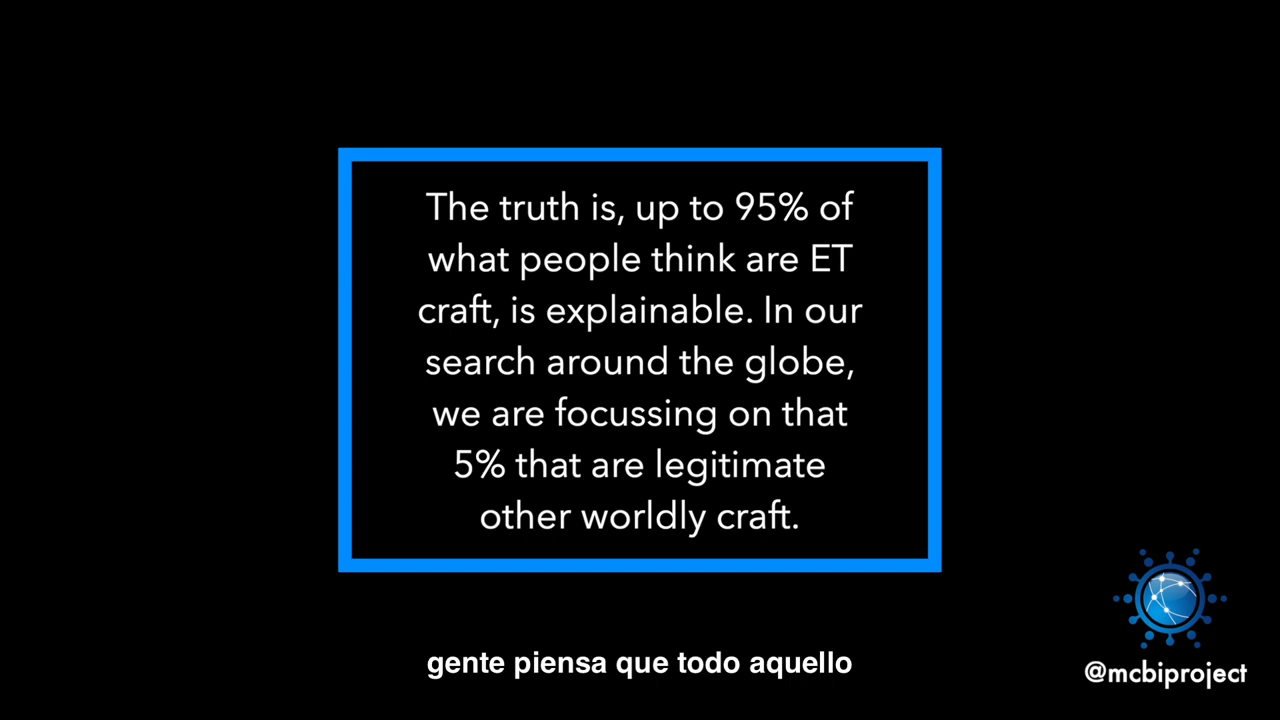 The truth is, up to 95% of
what people think are ET
craft, is explainable. In our
search around the globe,
we are focussing on that
5% that are legitimate
other worldly craft.
gente piensa que todo aquello
@mcbiproject